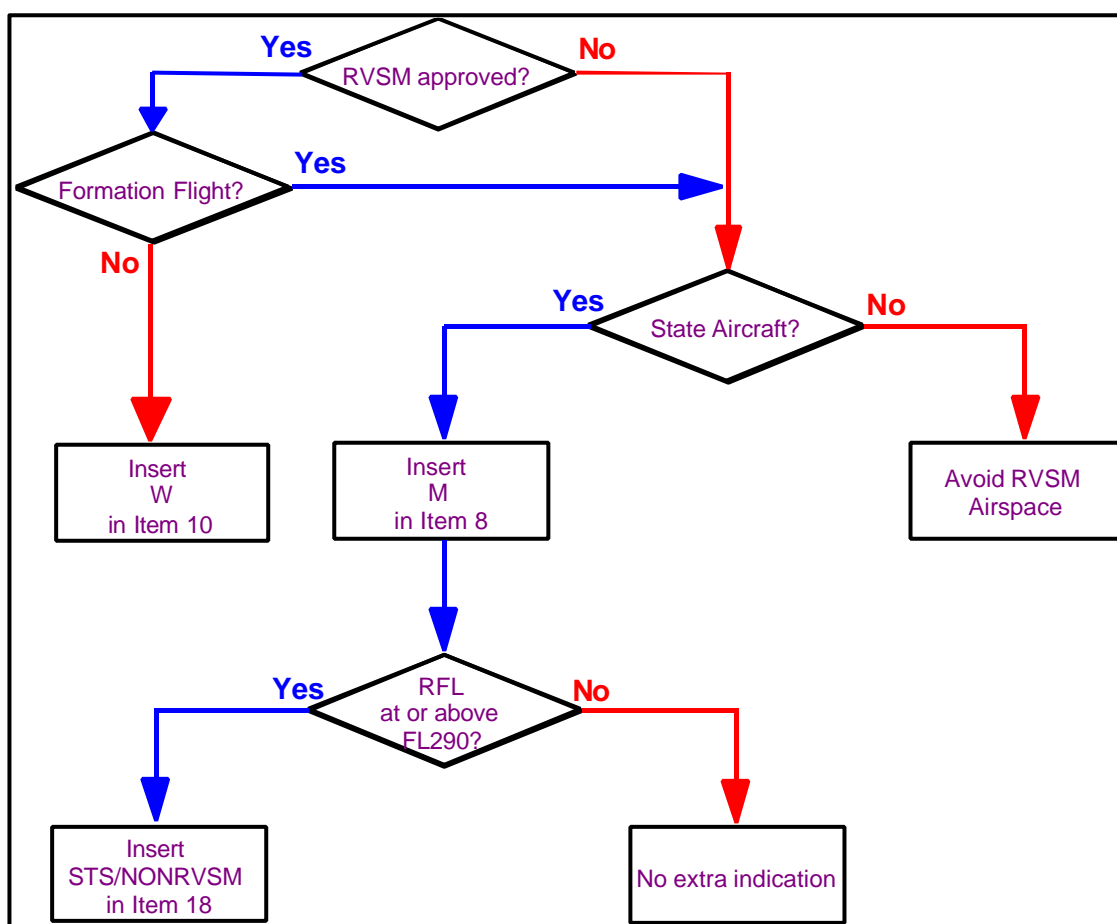 Yes
No
RVSM approved?
Formation Flight?
Yes
No
Yes
State Aircraft?
No
Insert
W
in Item 10
Insert
M
in Item 8
Avoid RVSM
Airspace
Yes
RFL
at or above
FL290?
No
Insert
STS/NONRVSM
in Item 18
No extra indication